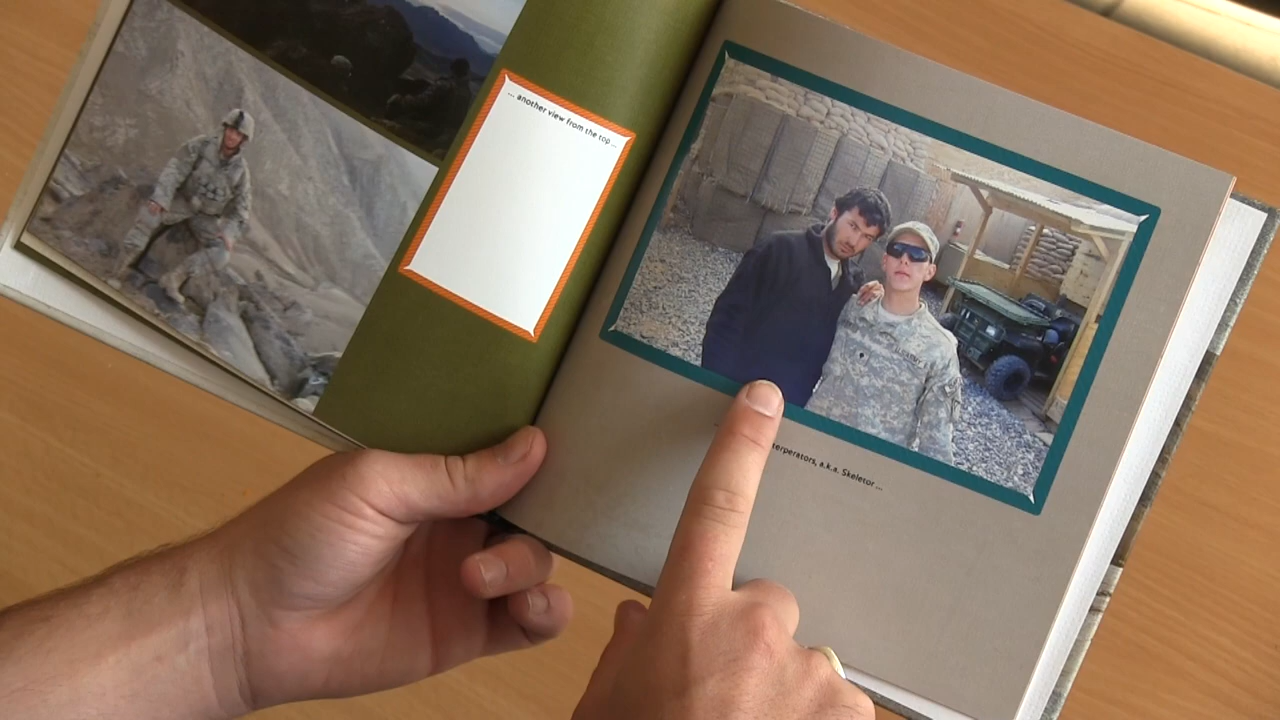 ... another view from the top ...
terperators, a.k.a. Skeletor ...